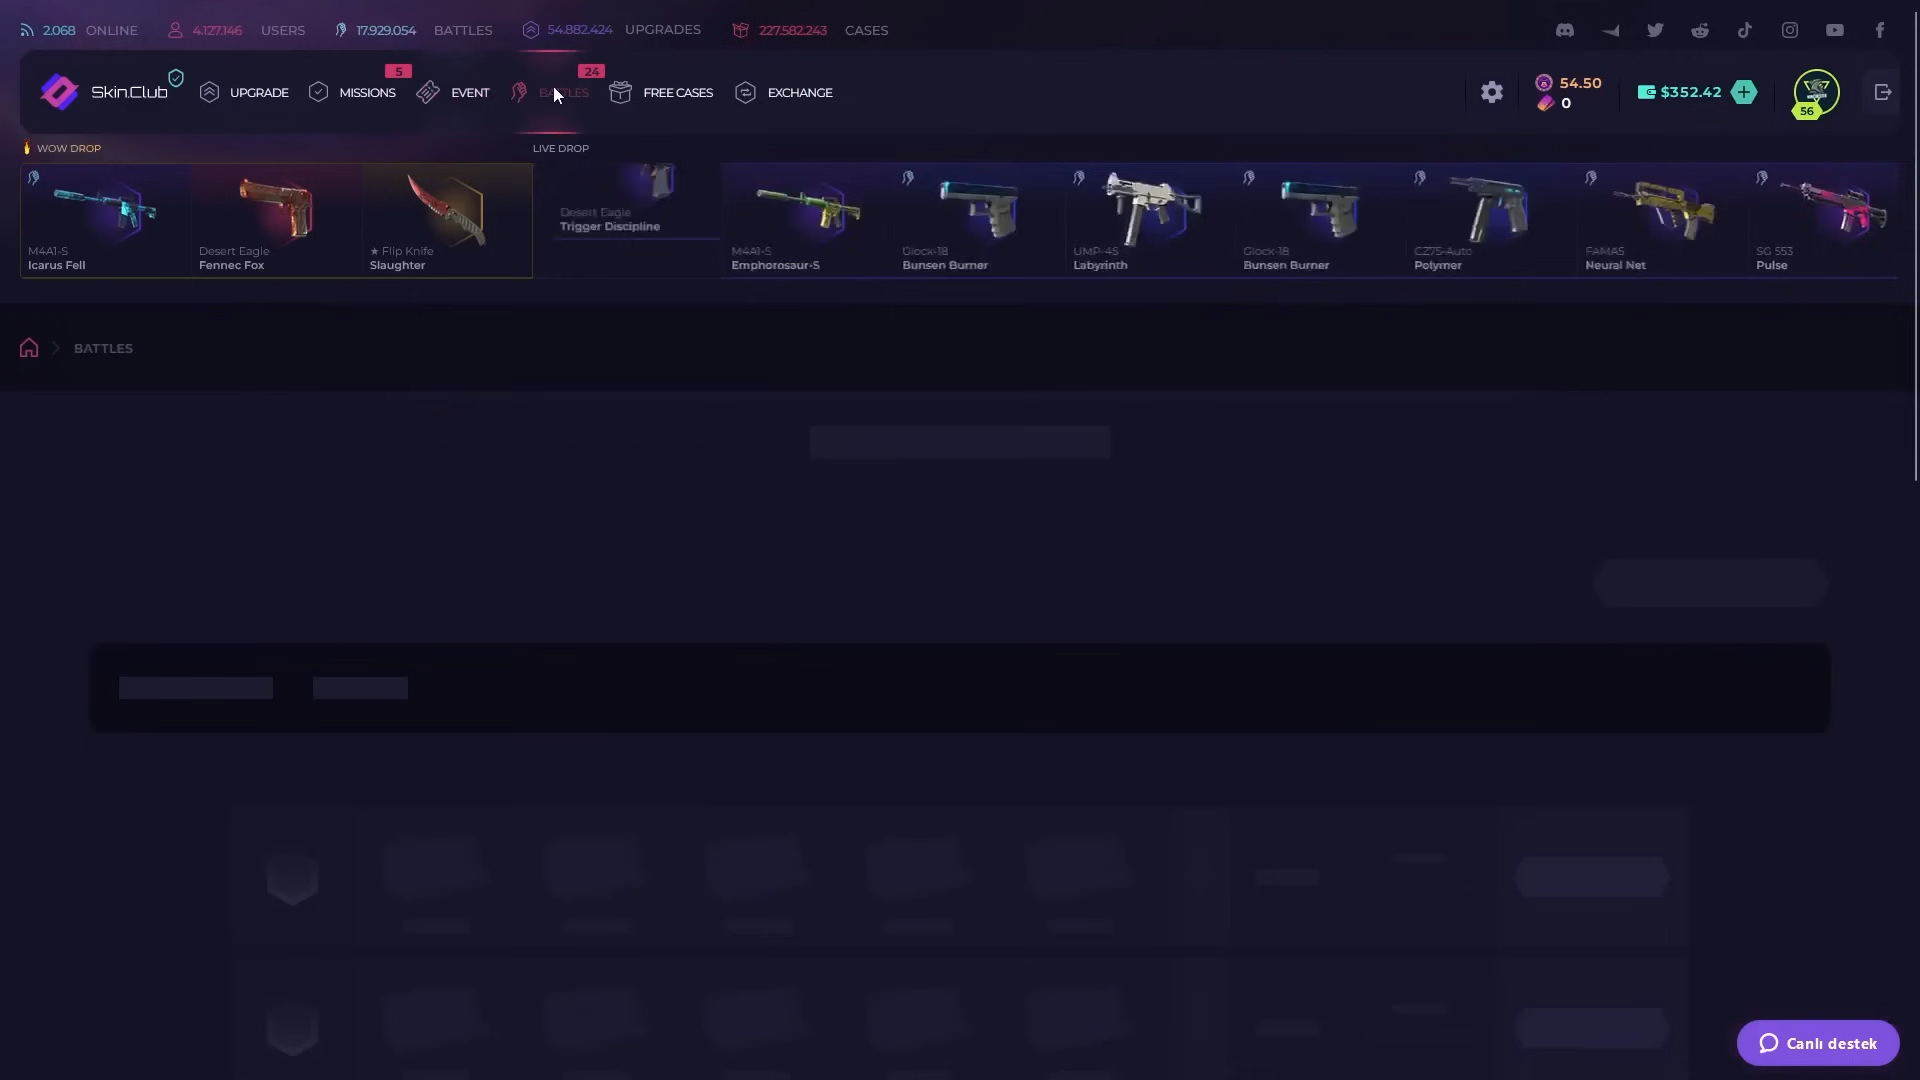 2.068 ONLINE 4.127.146 USERS 17.929.054 BATTLES 54.882.424 UPGRADES 227.582.243 CASES
Skin.Club UPGRADE MISSIONS 5 EVENT BATTLES 24 FREE CASES EXCHANGE 54.50 0 $352.42 56
WOW DROP LIVE DROP
M4A1-S
Icarus Fell
Desert Eagle
Fennec Fox
★ Flip Knife
Slaughter
Desert Eagle
Trigger Discipline
M4A1-S
Emphorosaur-S
Glock-18
Bunsen Burner
UMP-45
Labyrinth
Glock-18
Bunsen Burner
CZ75-Auto
Polymer
FAMAS
Neural Net
SG 553
Pulse
BATTLES
Canlı destek